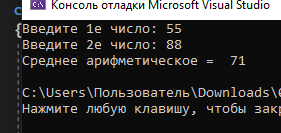 Консоль отладки Microsoft Visual Studio
Введите 1е число: 55
Введите 2е число: 88
Среднее арифметическое =  71
C:\Users\Пользователь\Downloads\
Нажмите любую клавишу, чтобы зак